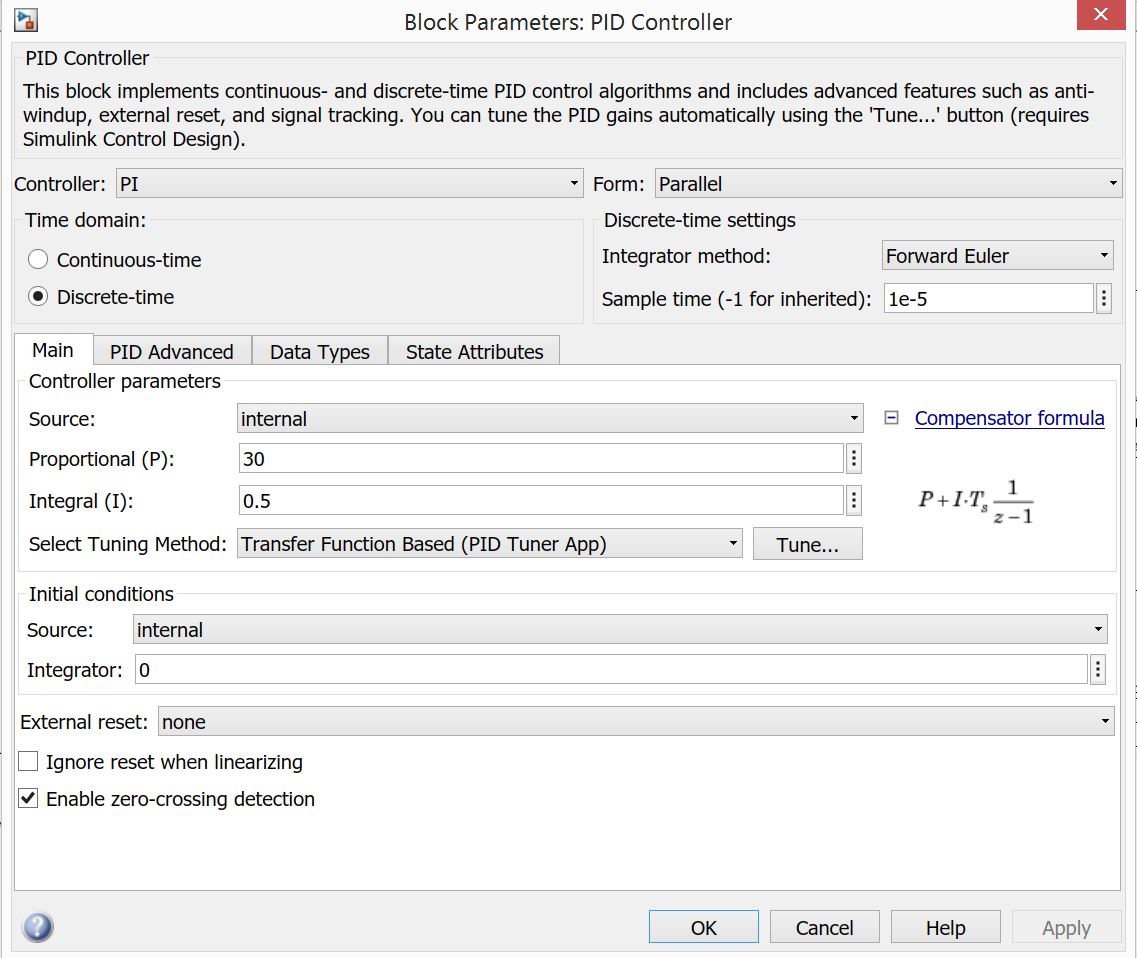 Block Parameters: PID Controller
PID Controller
This block implements continuous- and discrete-time PID control algorithms and includes advanced features such as anti-
windup, external reset, and signal tracking. You can tune the PID gains automatically using the 'Tune...' button (requires
Simulink Control Design).
Controller: PI Form: Parallel
Time domain:
Continuous-time
Discrete-time
Discrete-time settings
Integrator method: Forward Euler
Sample time (-1 for inherited): 1e-5
Main PID Advanced Data Types State Attributes
Controller parameters
Source: internal
Compensator formula
Proportional (P): 30
Integral (I): 0.5
P + I·Tₛ 1
z − 1
Select Tuning Method: Transfer Function Based (PID Tuner App) Tune...
Initial conditions
Source: internal
Integrator: 0
External reset: none
Ignore reset when linearizing
Enable zero-crossing detection
? OK Cancel Help Apply